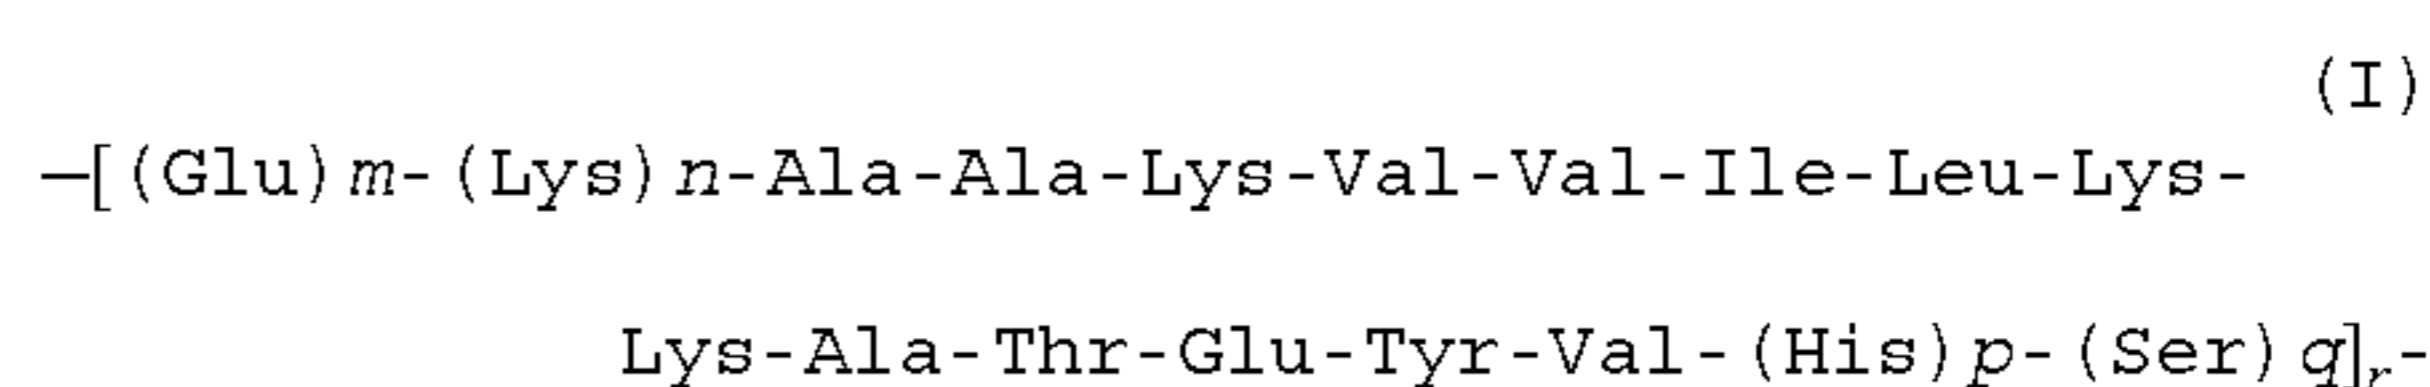 (I)
—[(Glu)m-(Lys)n-Ala-Ala-Lys-Val-Val-Ile-Leu-Lys-
Lys-Ala-Thr-Glu-Tyr-Val-(His)p-(Ser)q]r-